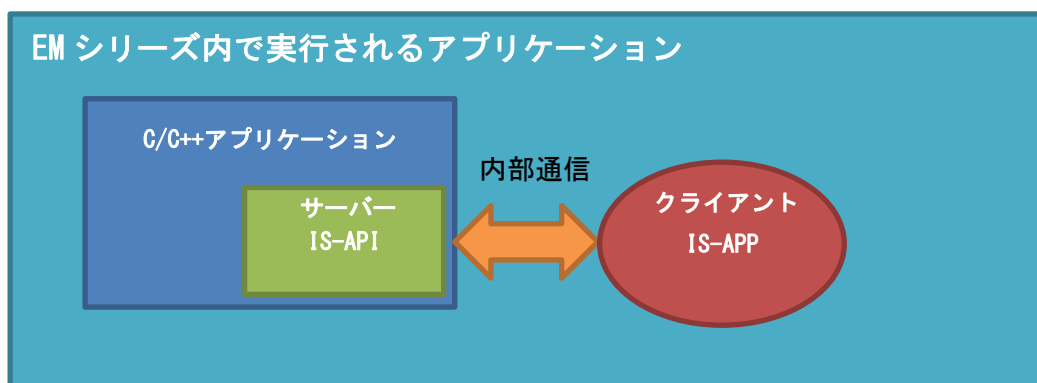 EM シリーズ内で実行されるアプリケーション
C/C++アプリケーション
内部通信
サーバー
IS-API
クライアント
IS-APP